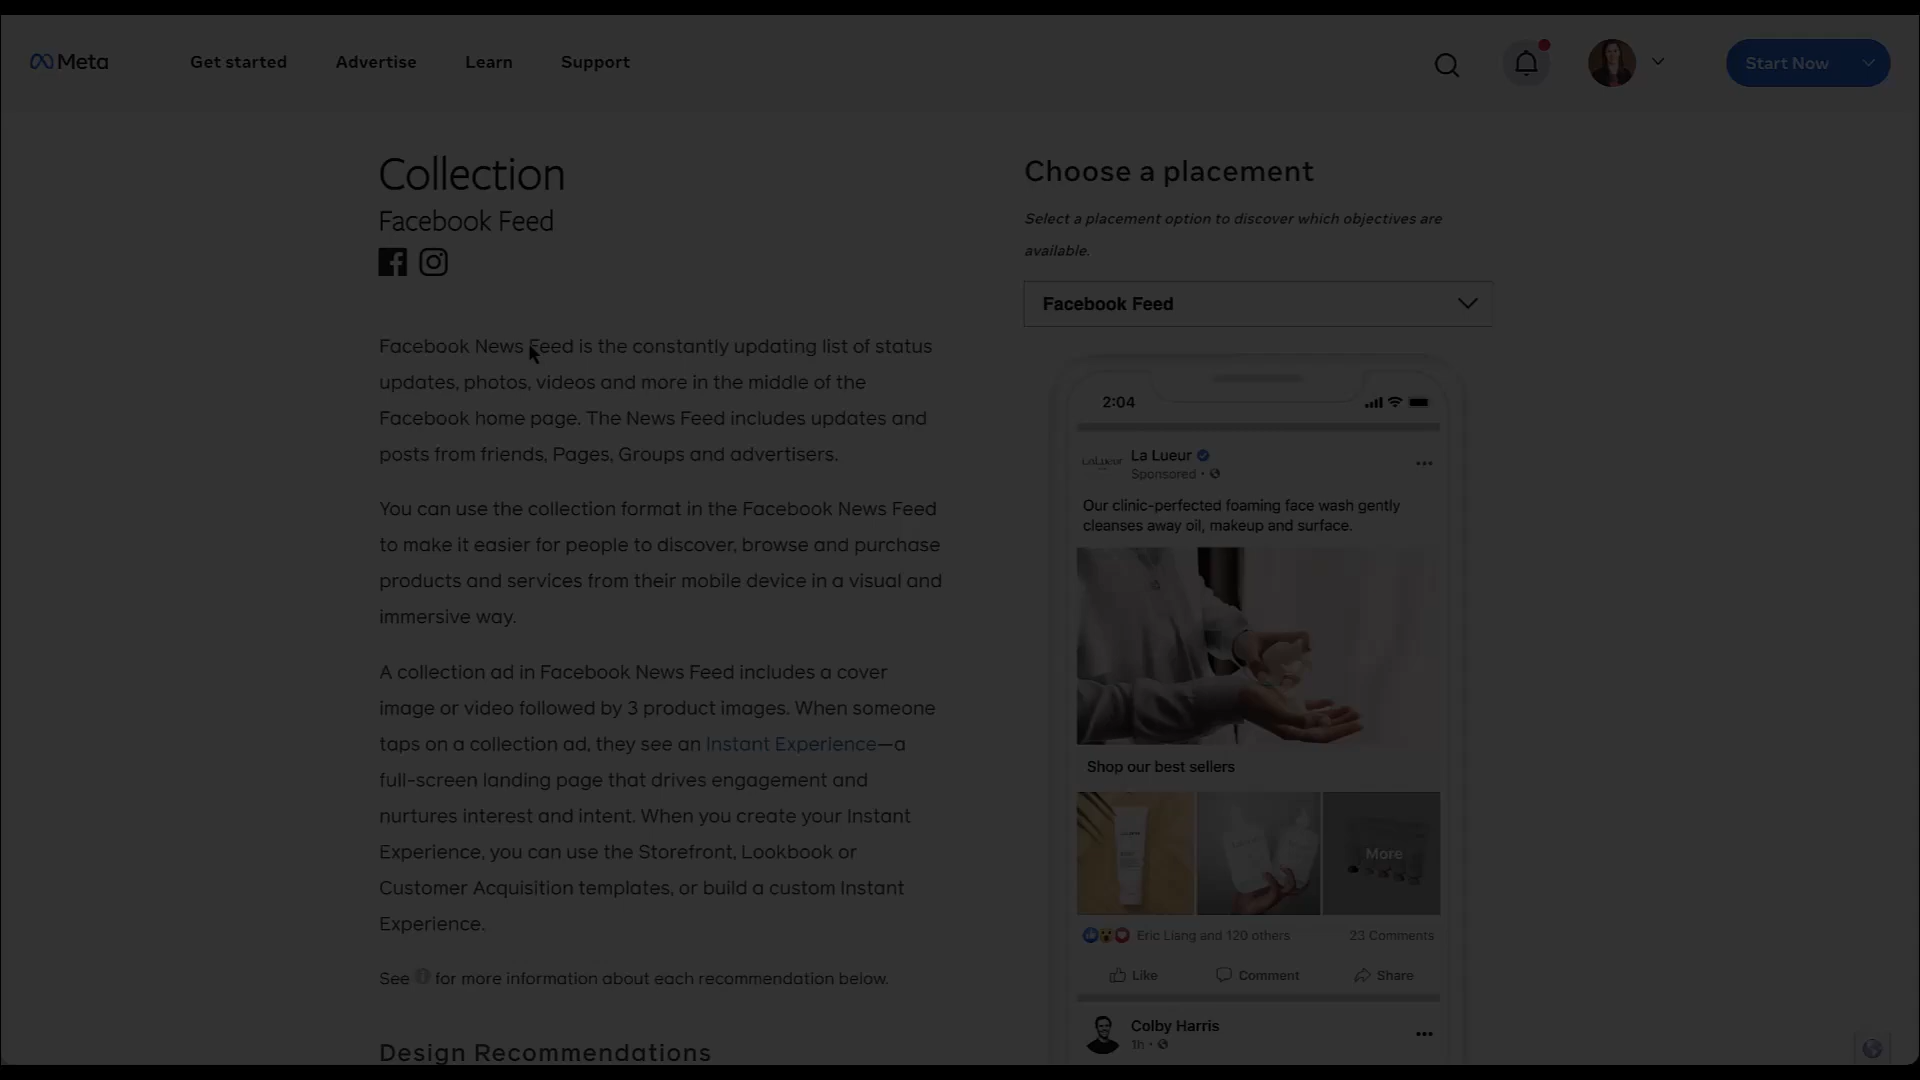 Meta
Get started
Advertise
Learn
Support
Start Now
Collection
Facebook Feed
Facebook News Feed is the constantly updating list of status
updates, photos, videos and more in the middle of the
Facebook home page. The News Feed includes updates and
posts from friends, Pages, Groups and advertisers.
You can use the collection format in the Facebook News Feed
to make it easier for people to discover, browse and purchase
products and services from their mobile device in a visual and
immersive way.
A collection ad in Facebook News Feed includes a cover
image or video followed by 3 product images. When someone
taps on a collection ad, they see an Instant Experience—a
full-screen landing page that drives engagement and
nurtures interest and intent. When you create your Instant
Experience, you can use the Storefront, Lookbook or
Customer Acquisition templates, or build a custom Instant
Experience.
See for more information about each recommendation below.
Design Recommendations
Choose a placement
Select a placement option to discover which objectives are
available.
Facebook Feed
2:04
LaLueur
La Lueur
Sponsored ·
Our clinic-perfected foaming face wash gently
cleanses away oil, makeup and surface.
Shop our best sellers
More
Eric Liang and 120 others
23 Comments
Like
Comment
Share
Colby Harris
1h ·